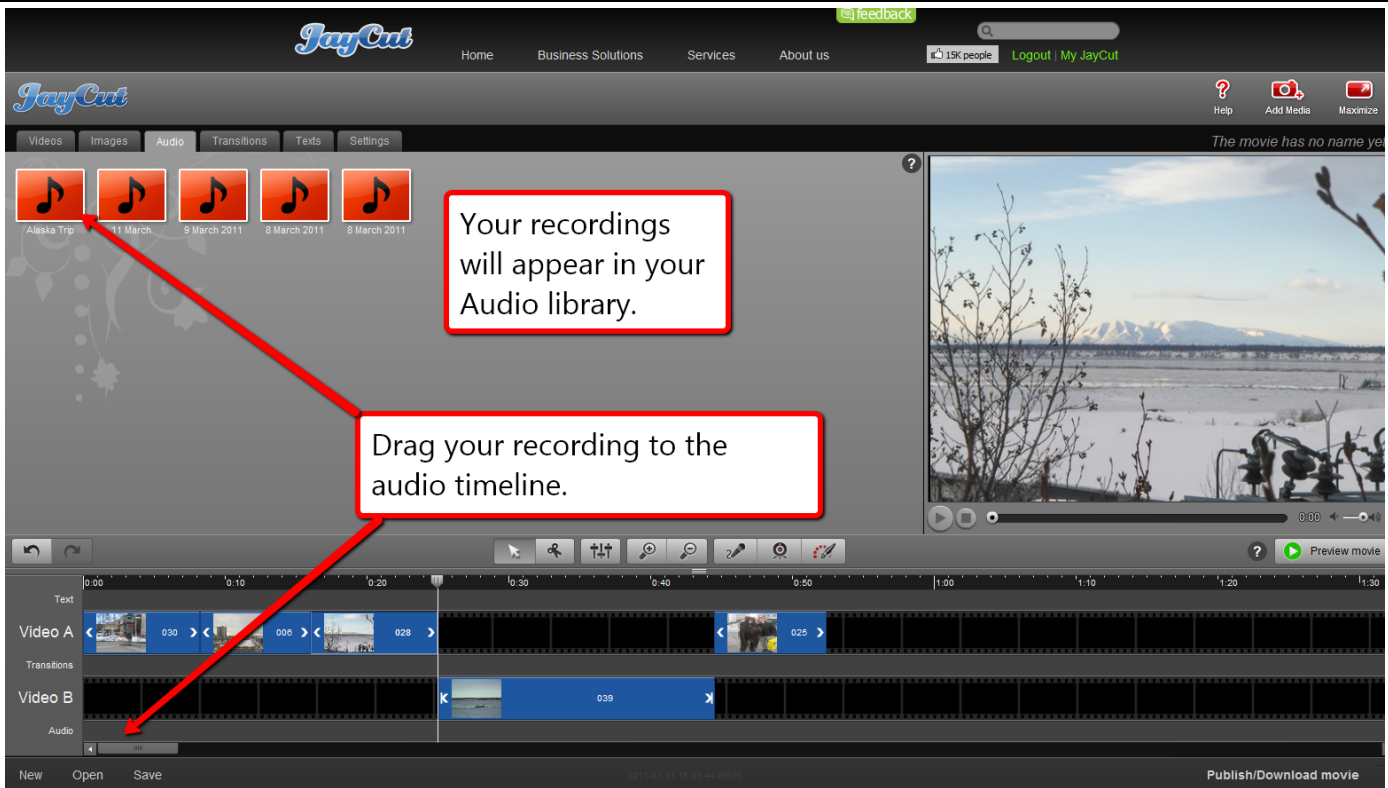 feedback
JayCut
Home Business Solutions Services About us
15K people Logout | My JayCut
JayCut
Help Add Media Maximize
Videos Images Audio Transitions Texts Settings
The movie has no name yet
Alaska Trip 11 March 9 March 2011 8 March 2011 8 March 2011
Your recordings
will appear in your
Audio library.
Drag your recording to the
audio timeline.
0:00
Preview movie
0:00 0:10 0:20 0:30 0:40 0:50 1:00 1:10 1:20 1:30
Text
Video A 030 006 028 025
Transitions
Video B 039
Audio
New Open Save
Publish/Download movie